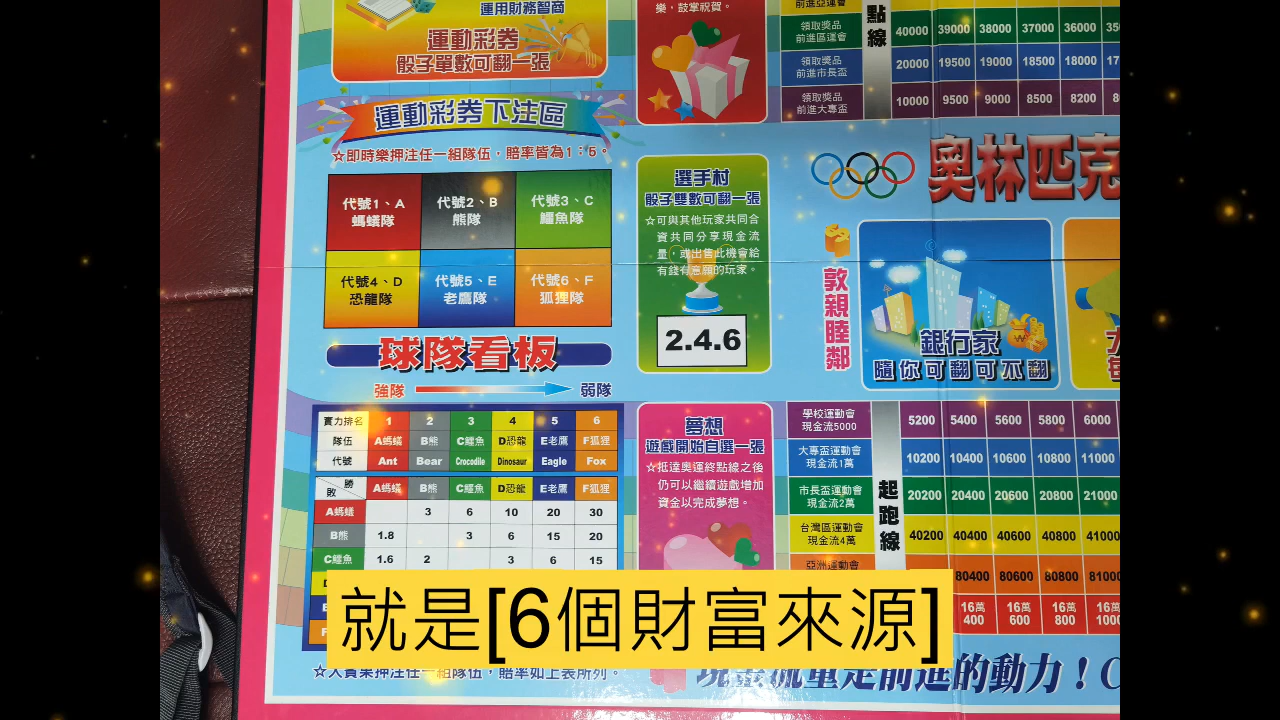 運用財務智商
運動彩券
骰子單數可翻一張
樂，鼓掌祝賀。
前進亞運會
點線
領取獎品
前進區運會
40000 39000 38000 37000 36000
領取獎品
前進市長盃
20000 19500 19000 18500 18000
領取獎品
前進大專盃
10000 9500 9000 8500 8200
運動彩券下注區
☆即時樂押注任一組隊伍，賠率皆為1：5。
代號1、A
螞蟻隊
代號2、B
熊隊
代號3、C
鱷魚隊
代號4、D
恐龍隊
代號5、E
老鷹隊
代號6、F
狐狸隊
選手村
骰子雙數可翻一張
☆可與其他玩家共同合
資共同分享現金流
量，或出售此機會給
有錢有意願的玩家。
2.4.6
奧林匹克
敦親睦鄰
銀行家
隨你可翻可不翻
球隊看板
強隊 弱隊
實力排名 1 2 3 4 5 6
隊伍 A螞蟻 B熊 C鱷魚 D恐龍 E老鷹 F狐狸
代號 Ant Bear Crocodile Dinosaur Eagle Fox
勝
敗 A螞蟻 B熊 C鱷魚 D恐龍 E老鷹 F狐狸
A螞蟻 3 6 10 20 30
B熊 1.8 3 6 15 20
C鱷魚 1.6 2 3 6 15
夢想
遊戲開始自選一張
☆抵達奧運終點線之後
仍可以繼續遊戲增加
資金以完成夢想。
起跑線
學校運動會
現金流5000
5200 5400 5600 5800 6000
大專盃運動會
現金流1萬
10200 10400 10600 10800 11000
市長盃運動會
現金流2萬
20200 20400 20600 20800 21000
台灣區運動會
現金流4萬
40200 40400 40600 40800 41000
亞洲運動會
80400 80600 80800 81000
16萬400 16萬600 16萬800 16萬1000
就是[6個財富來源]
☆大賣樂押注任一組隊伍，賠率如上表所列。
現金流量是前進的動力！